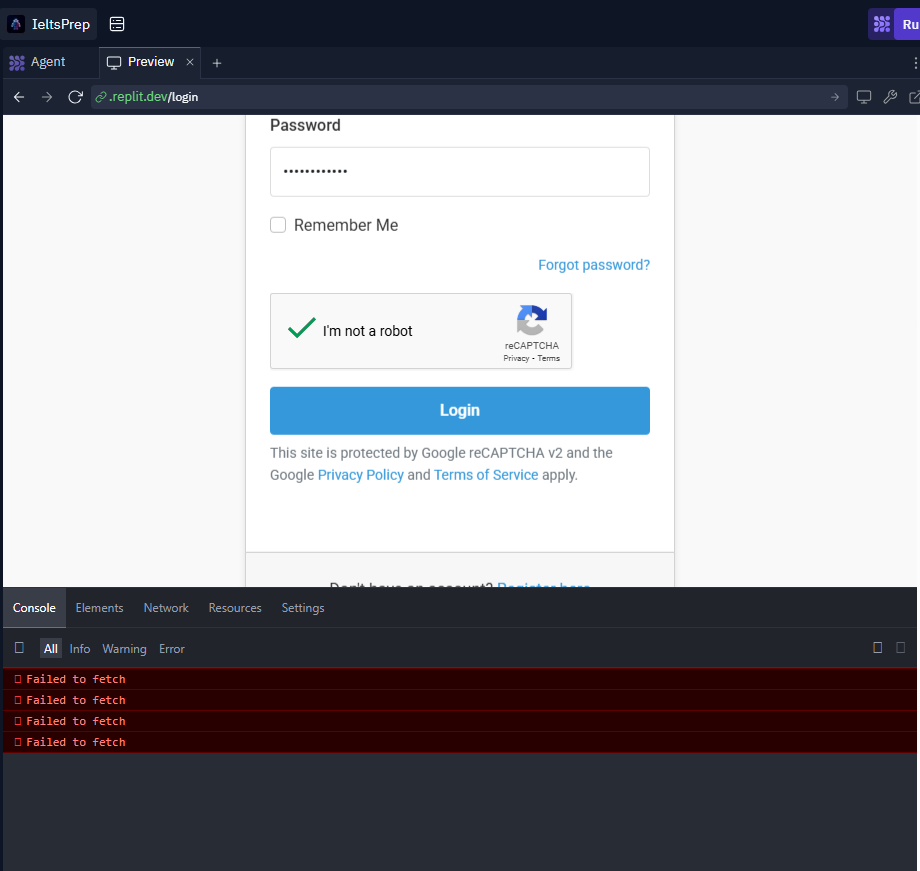 IeltsPrep
Ru
Agent
Preview
.replit.dev/login
Password
Remember Me
Forgot password?
I'm not a robot
reCAPTCHA
Privacy - Terms
Login
This site is protected by Google reCAPTCHA v2 and the
Google Privacy Policy and Terms of Service apply.
Don't have an account? Register here
Console Elements Network Resources Settings
All Info Warning Error
Failed to fetch
Failed to fetch
Failed to fetch
Failed to fetch